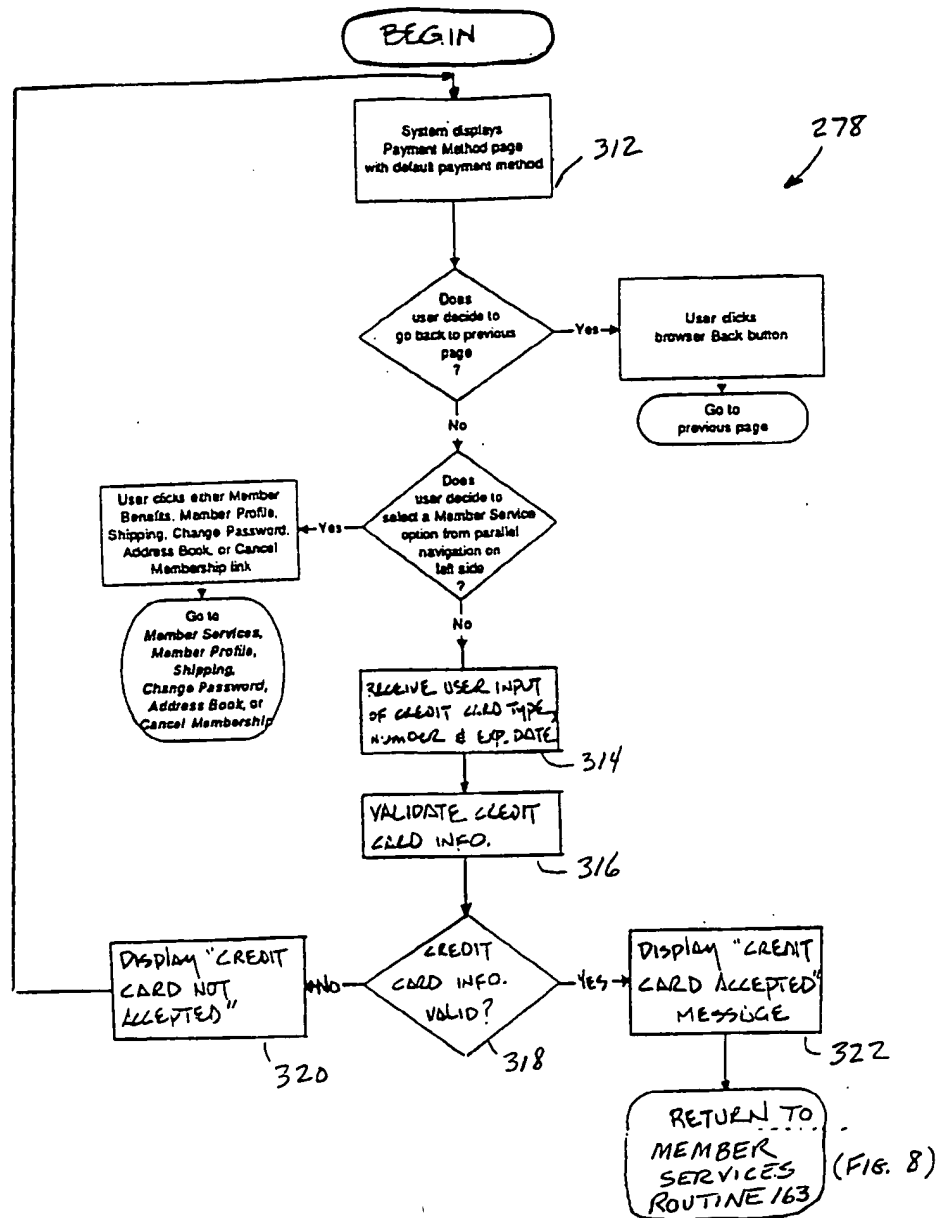 BEGIN
System displays
Payment Method page
with default payment method
312
278
Does
user decide to
go back to previous
page
?
Yes
User clicks
browser Back button
Go to
previous page
No
Does
user decide to
select a Member Service
option from parallel
navigation on
left side
?
Yes
User clicks either Member
Benefits, Member Profile,
Shipping, Change Password,
Address Book, or Cancel
Membership link
Go to
Member Services,
Member Profile,
Shipping,
Change Password,
Address Book, or
Cancel Membership
No
RECEIVE USER INPUT
OF CREDIT CARD TYPE,
NUMBER & EXP. DATE
314
VALIDATE CREDIT
CARD INFO.
316
CREDIT
CARD INFO.
VALID?
318
NO
DISPLAY "CREDIT
CARD NOT
ACCEPTED"
320
YES
DISPLAY "CREDIT
CARD ACCEPTED"
MESSAGE
322
RETURN TO
MEMBER
SERVICES
ROUTINE 163
(FIG. 8)